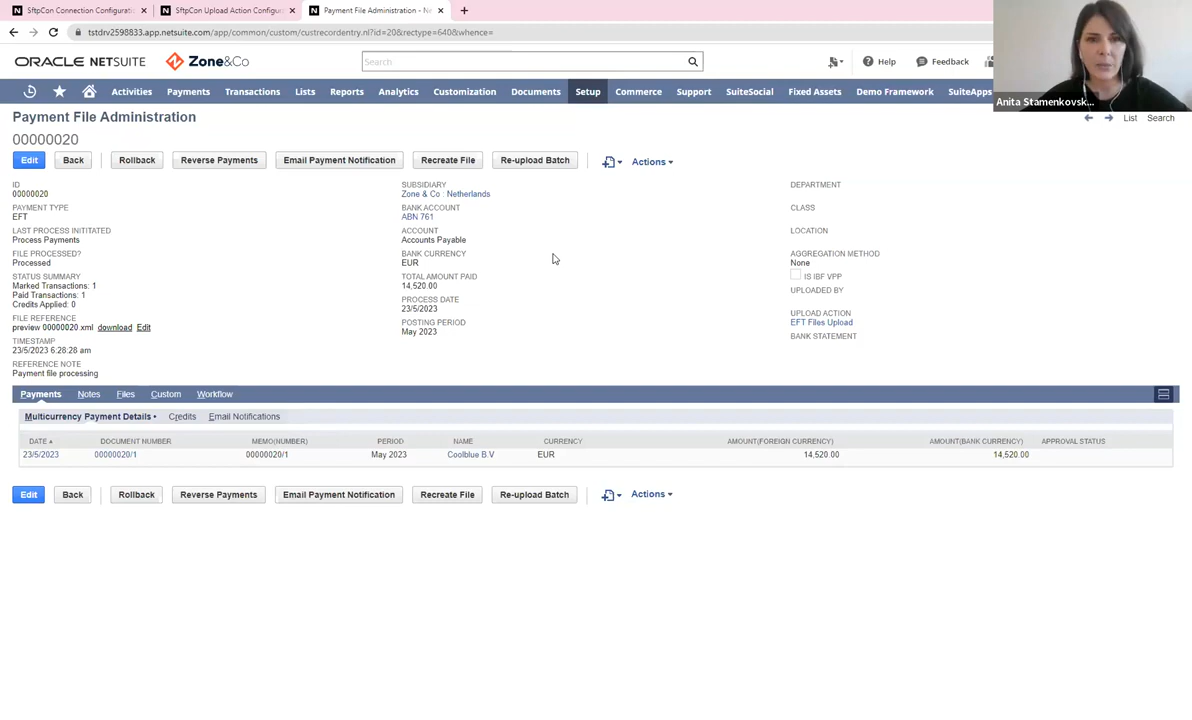 SftpCon Connection Configurati
SftpCon Upload Action Configur
Payment File Administration - Ne
tstdrv2598833.app.netsuite.com/app/common/custom/custrecordentry.nl?id=20&rectype=640&whence=
ORACLE NETSUITE
Zone&Co
Search
Help
Feedback
Activities Payments Transactions Lists Reports Analytics Customization Documents Setup Commerce Support SuiteSocial Fixed Assets Demo Framework SuiteApps
Anita Stamenkovsk...
Payment File Administration
List Search
00000020
Edit Back Rollback Reverse Payments Email Payment Notification Recreate File Re-upload Batch Actions
ID
00000020
PAYMENT TYPE
EFT
LAST PROCESS INITITATED
Process Payments
FILE PROCESSED?
Processed
STATUS SUMMARY
Marked Transactions: 1
Paid Transactions: 1
Credits Applied: 0
FILE REFERENCE
preview 00000020.xml download Edit
TIMESTAMP
23/5/2023 6:28:28 am
REFERENCE NOTE
Payment file processing
SUBSIDIARY
Zone & Co : Netherlands
BANK ACCOUNT
ABN 761
ACCOUNT
Accounts Payable
BANK CURRENCY
EUR
TOTAL AMOUNT PAID
14,520.00
PROCESS DATE
23/5/2023
POSTING PERIOD
May 2023
DEPARTMENT
CLASS
LOCATION
AGGREGATION METHOD
None
IS IBF VPP
UPLOADED BY
UPLOAD ACTION
EFT Files Upload
BANK STATEMENT
Payments Notes Files Custom Workflow
Multicurrency Payment Details • Credits Email Notifications
DATE DOCUMENT NUMBER MEMO(NUMBER) PERIOD NAME CURRENCY AMOUNT(FOREIGN CURRENCY) AMOUNT(BANK CURRENCY) APPROVAL STATUS
23/5/2023 00000020/1 00000020/1 May 2023 Coolblue B.V EUR 14,520.00 14,520.00
Edit Back Rollback Reverse Payments Email Payment Notification Recreate File Re-upload Batch Actions